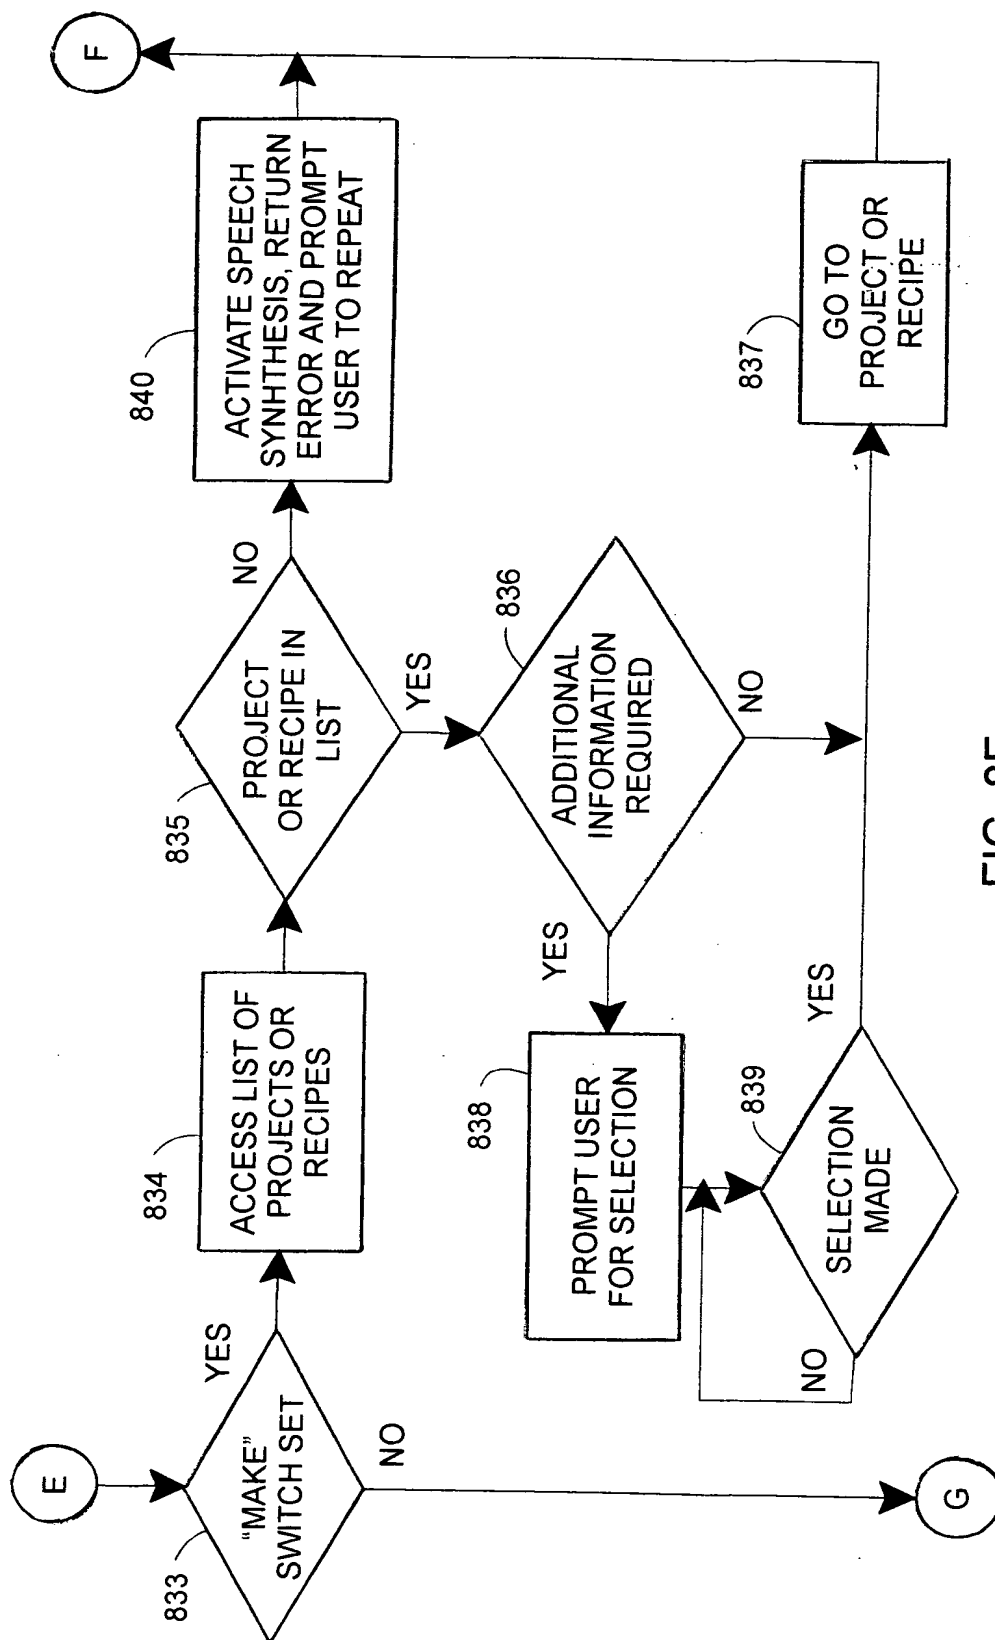 E
F
833
"MAKE"
SWITCH SET
YES
NO
834
ACCESS LIST OF
PROJECTS OR
RECIPES
835
PROJECT
OR RECIPE IN
LIST
NO
YES
840
ACTIVATE SPEECH
SYNHTHESIS, RETURN
ERROR AND PROMPT
USER TO REPEAT
836
ADDITIONAL
INFORMATION
REQUIRED
YES
NO
838
PROMPT USER
FOR SELECTION
839
SELECTION
MADE
NO
YES
837
GO TO
PROJECT OR
RECIPE
G
FIG.